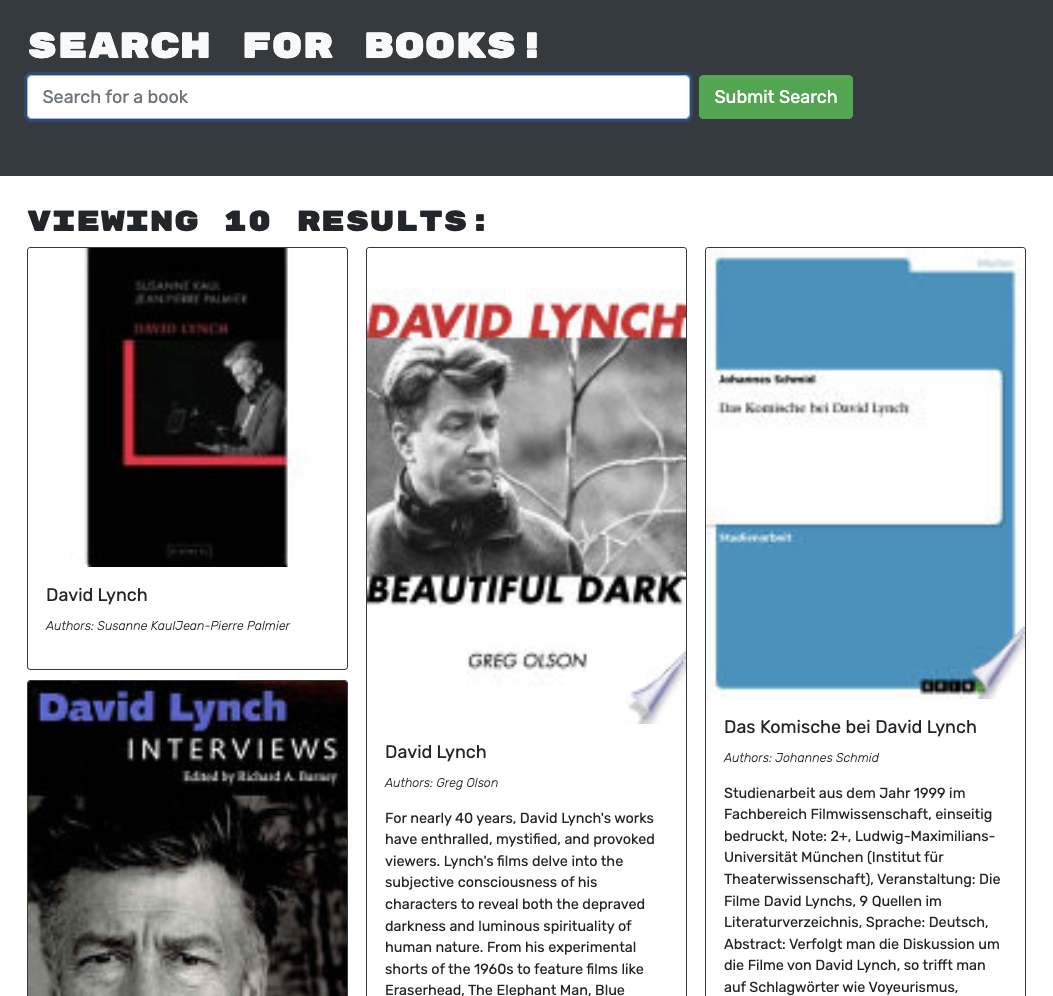 SEARCH FOR BOOKS!
Search for a book
Submit Search
VIEWING 10 RESULTS:
SUSANNE KAUL
JEAN-PIERRE PALMIER
DAVID LYNCH
David Lynch
Authors: Susanne KaulJean-Pierre Palmier
David Lynch
INTERVIEWS
Edited by Richard A. Barney
DAVID LYNCH
BEAUTIFUL DARK
GREG OLSON
David Lynch
Authors: Greg Olson
For nearly 40 years, David Lynch's works
have enthralled, mystified, and provoked
viewers. Lynch's films delve into the
subjective consciousness of his
characters to reveal both the depraved
darkness and luminous spirituality of
human nature. From his experimental
shorts of the 1960s to feature films like
Eraserhead, The Elephant Man, Blue
Johannes Schmid
Das Komische bei David Lynch
Studienarbeit
Das Komische bei David Lynch
Authors: Johannes Schmid
Studienarbeit aus dem Jahr 1999 im
Fachbereich Filmwissenschaft, einseitig
bedruckt, Note: 2+, Ludwig-Maximilians-
Universität München (Institut für
Theaterwissenschaft), Veranstaltung: Die
Filme David Lynchs, 9 Quellen im
Literaturverzeichnis, Sprache: Deutsch,
Abstract: Verfolgt man die Diskussion um
die Filme von David Lynch, so trifft man
auf Schlagwörter wie Voyeurismus,